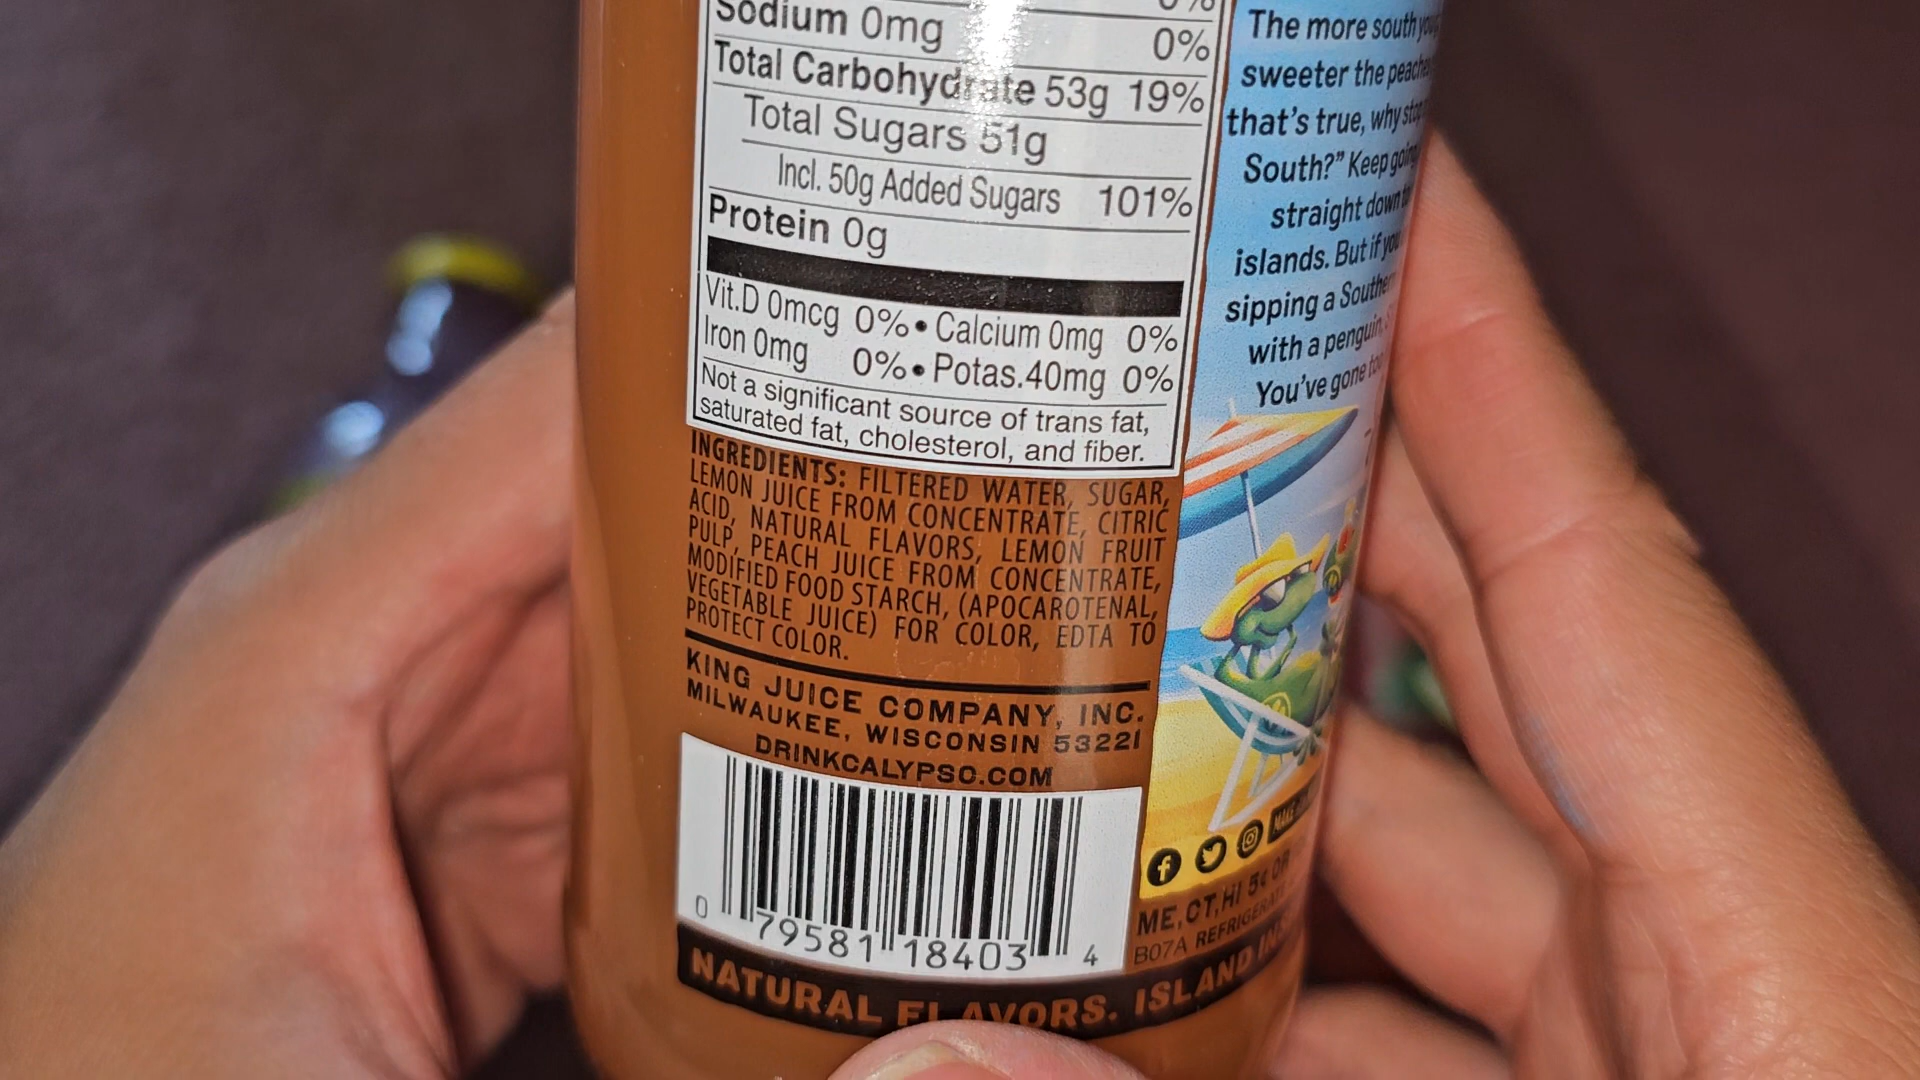 Sodium 0mg 0%
Total Carbohydrate 53g 19%
Total Sugars 51g
Incl. 50g Added Sugars 101%
Protein 0g
Vit.D 0mcg 0% • Calcium 0mg 0%
Iron 0mg 0% • Potas.40mg 0%
Not a significant source of trans fat,
saturated fat, cholesterol, and fiber.
INGREDIENTS: FILTERED WATER, SUGAR,
LEMON JUICE FROM CONCENTRATE, CITRIC
ACID, NATURAL FLAVORS, LEMON FRUIT
PULP, PEACH JUICE FROM CONCENTRATE,
MODIFIED FOOD STARCH, (APOCAROTENAL,
VEGETABLE JUICE) FOR COLOR, EDTA TO
PROTECT COLOR.
KING JUICE COMPANY, INC.
MILWAUKEE, WISCONSIN 53221
DRINKCALYPSO.COM
0 79581 18403 4
NATURAL FLAVORS. ISLAND
The more south
sweeter the
that's true, why
South?" Keep
straight down
islands. But if
sipping a
with a penguin,
You've gone
ME,CT,HI 5¢ OR
B07A